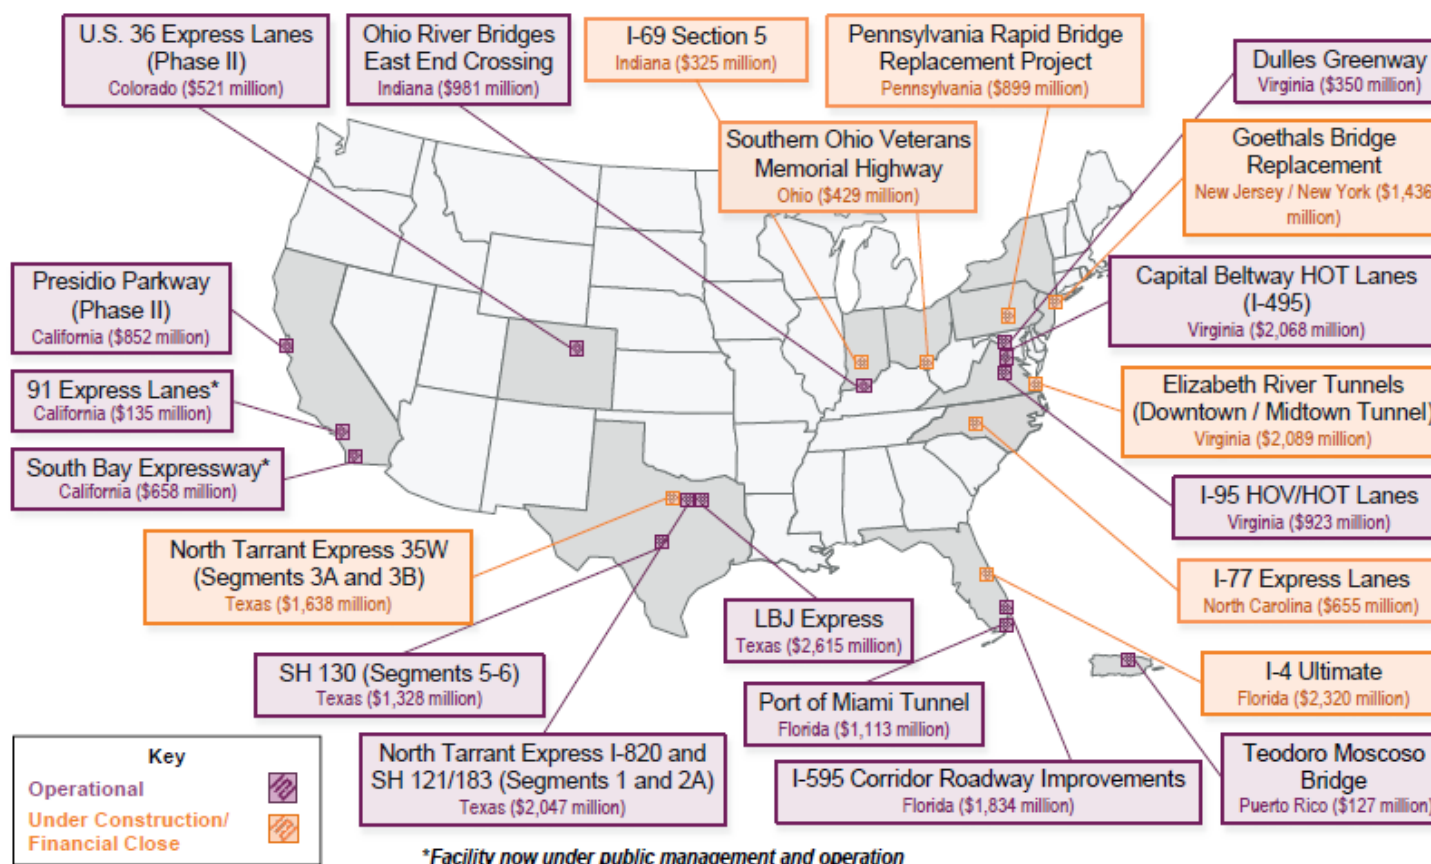 U.S. 36 Express Lanes
(Phase II)
Colorado ($521 million)
Ohio River Bridges
East End Crossing
Indiana ($981 million)
I-69 Section 5
Indiana ($325 million)
Pennsylvania Rapid Bridge
Replacement Project
Pennsylvania ($899 million)
Dulles Greenway
Virginia ($350 million)
Southern Ohio Veterans
Memorial Highway
Ohio ($429 million)
Goethals Bridge
Replacement
New Jersey / New York ($1,436
million)
Presidio Parkway
(Phase II)
California ($852 million)
Capital Beltway HOT Lanes
(I-495)
Virginia ($2,068 million)
91 Express Lanes*
California ($135 million)
Elizabeth River Tunnels
(Downtown / Midtown Tunnel)
Virginia ($2,089 million)
South Bay Expressway*
California ($658 million)
I-95 HOV/HOT Lanes
Virginia ($923 million)
North Tarrant Express 35W
(Segments 3A and 3B)
Texas ($1,638 million)
I-77 Express Lanes
North Carolina ($655 million)
LBJ Express
Texas ($2,615 million)
SH 130 (Segments 5-6)
Texas ($1,328 million)
I-4 Ultimate
Florida ($2,320 million)
Port of Miami Tunnel
Florida ($1,113 million)
North Tarrant Express I-820 and
SH 121/183 (Segments 1 and 2A)
Texas ($2,047 million)
I-595 Corridor Roadway Improvements
Florida ($1,834 million)
Teodoro Moscoso
Bridge
Puerto Rico ($127 million)
Key
Operational
Under Construction/
Financial Close
*Facility now under public management and operation